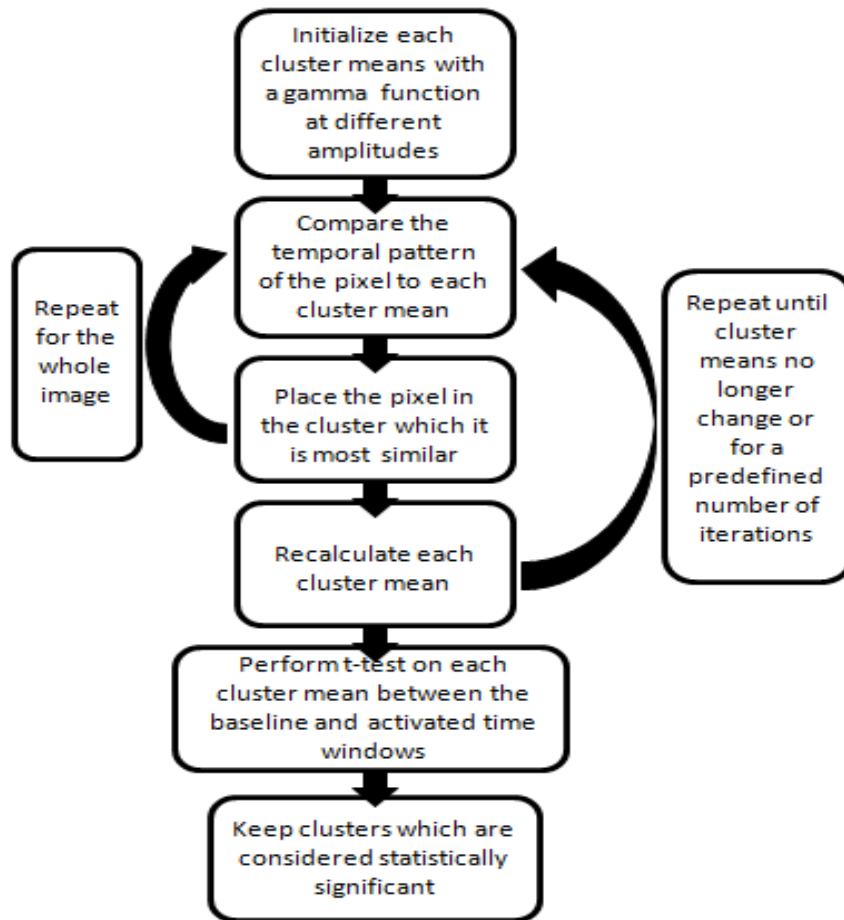 Initialize each
cluster means with
a gamma function
at different
amplitudes
Compare the
temporal pattern
of the pixel to each
cluster mean
Repeat
for the
whole
image
Repeat until
cluster
means no
longer
change or
for a
predefined
number of
iterations
Place the pixel in
the cluster which it
is most similar
Recalculate each
cluster mean
Perform t-test on each
cluster mean between the
baseline and activated time
windows
Keep clusters which are
considered statistically
significant